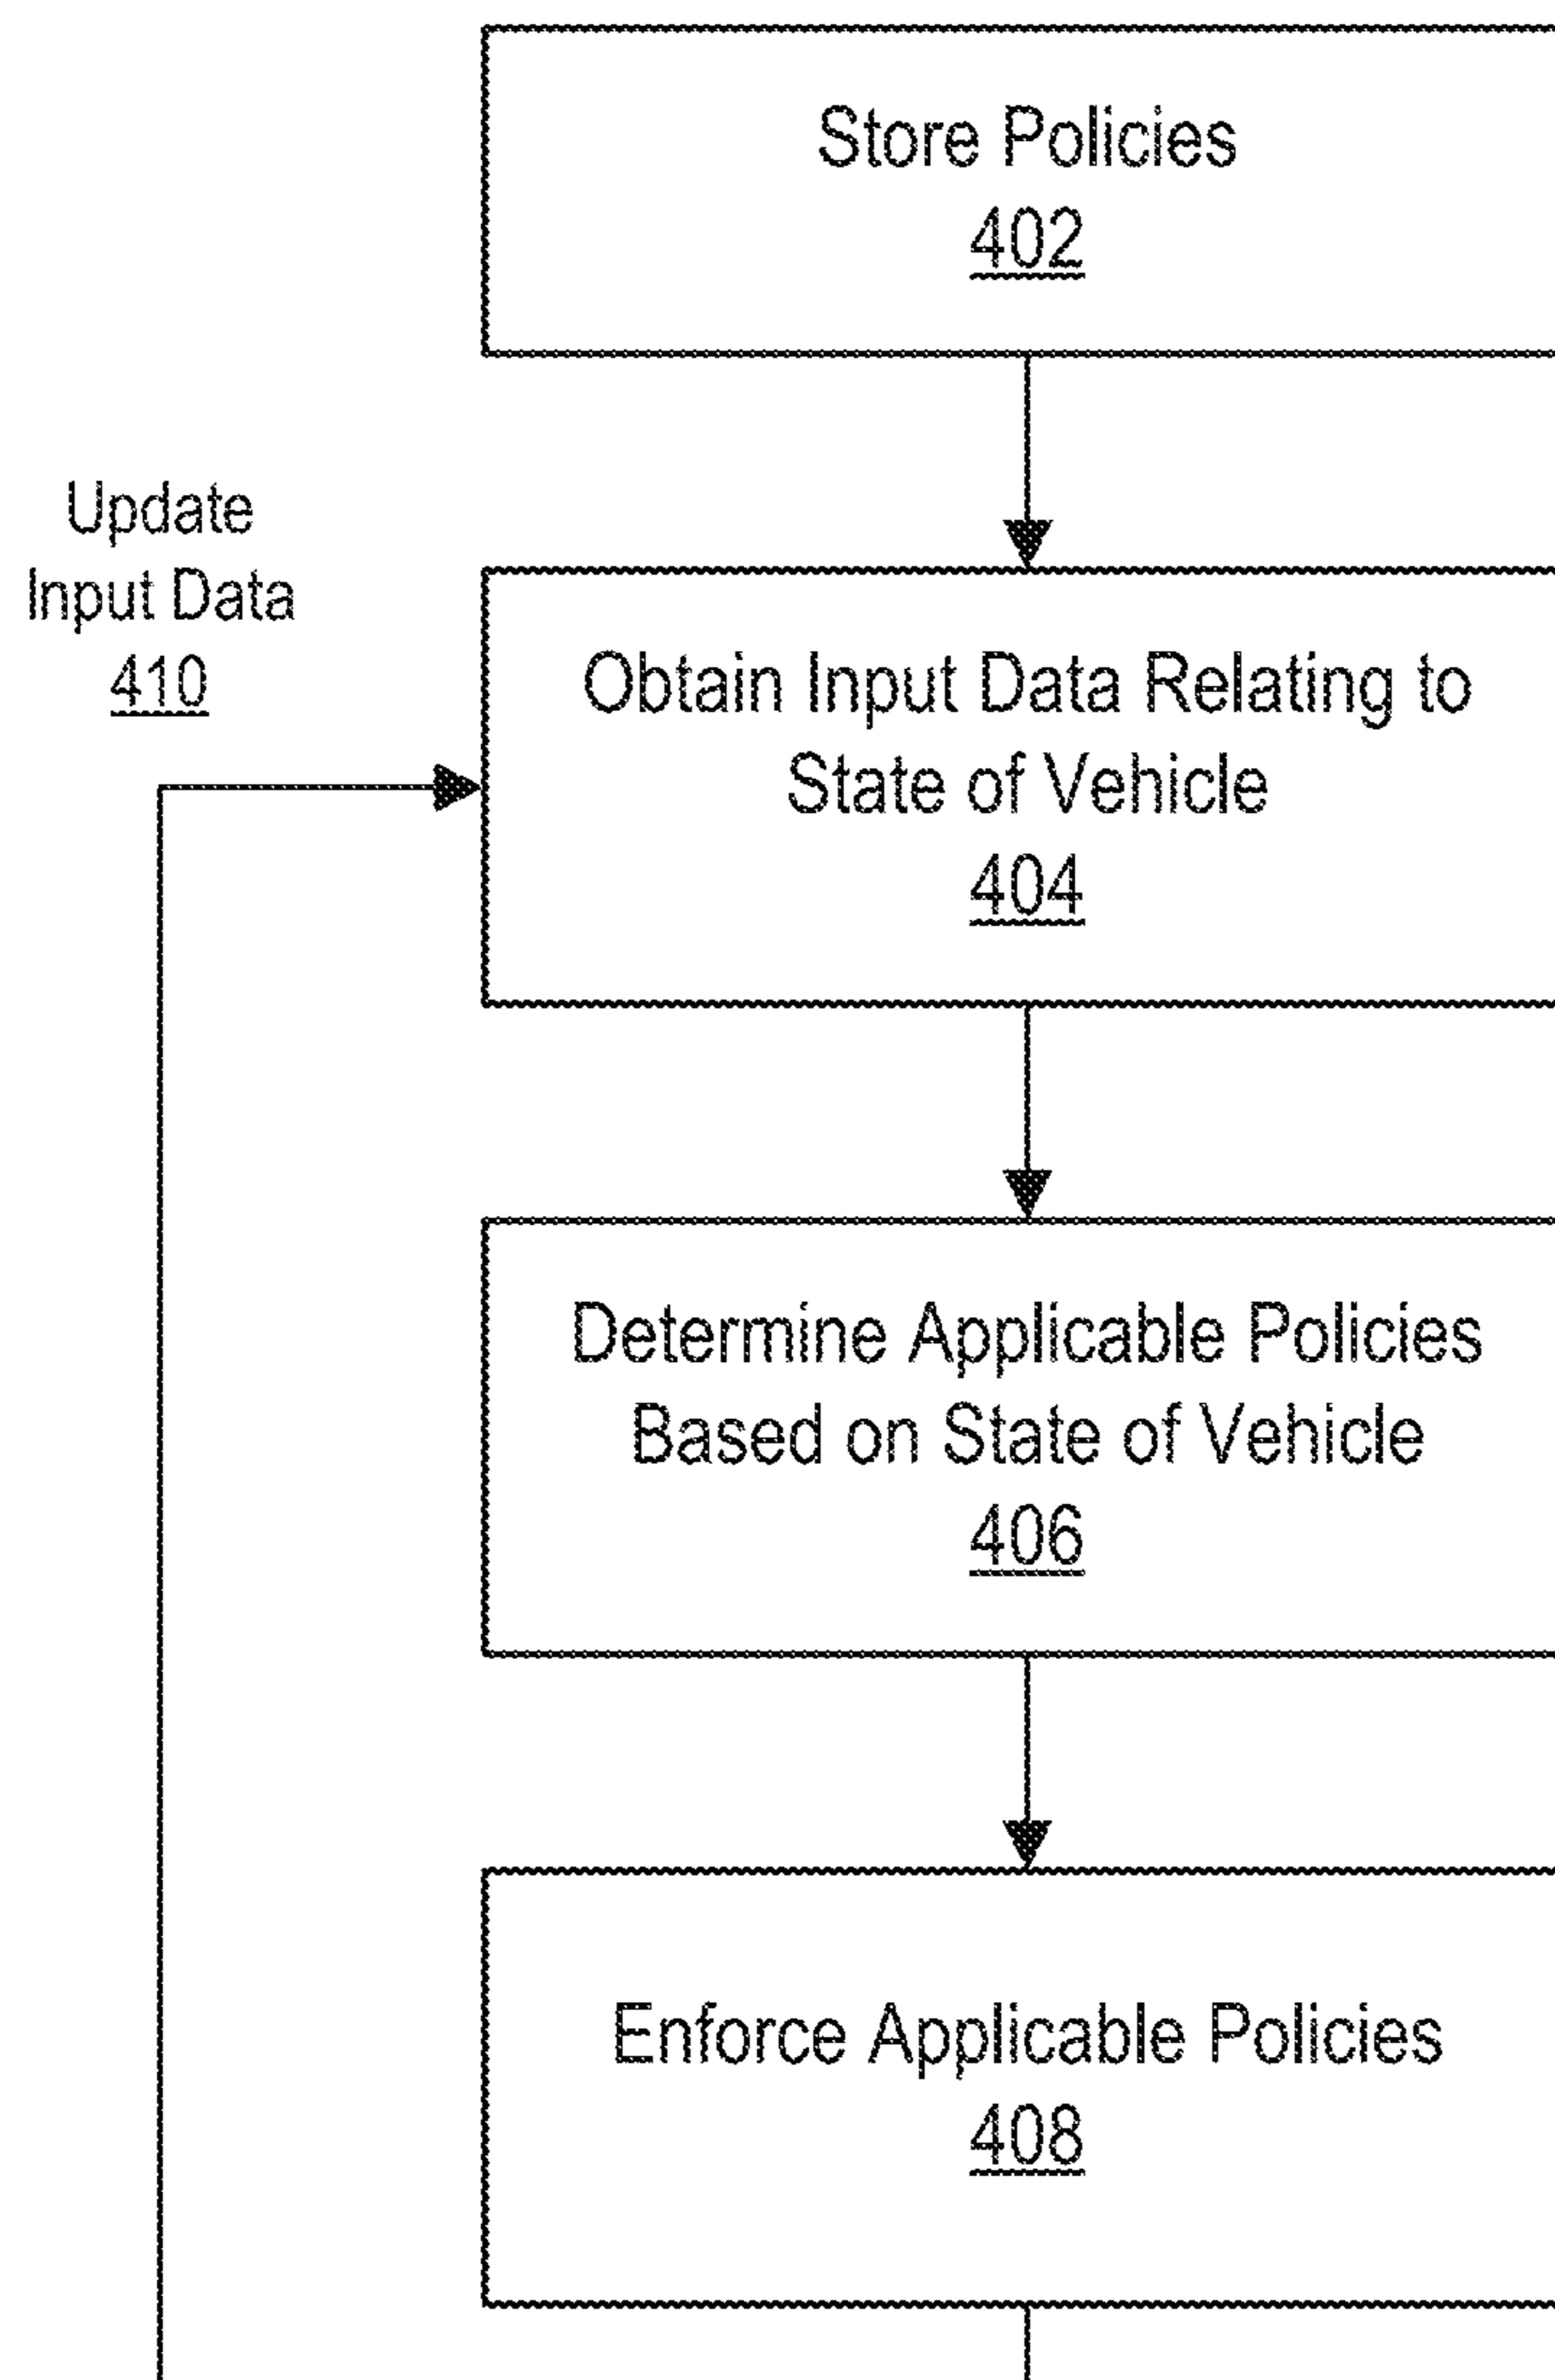 Store Policies
402
Update
Input Data
410
Obtain Input Data Relating to
State of Vehicle
404
Determine Applicable Policies
Based on State of Vehicle
406
Enforce Applicable Policies
408